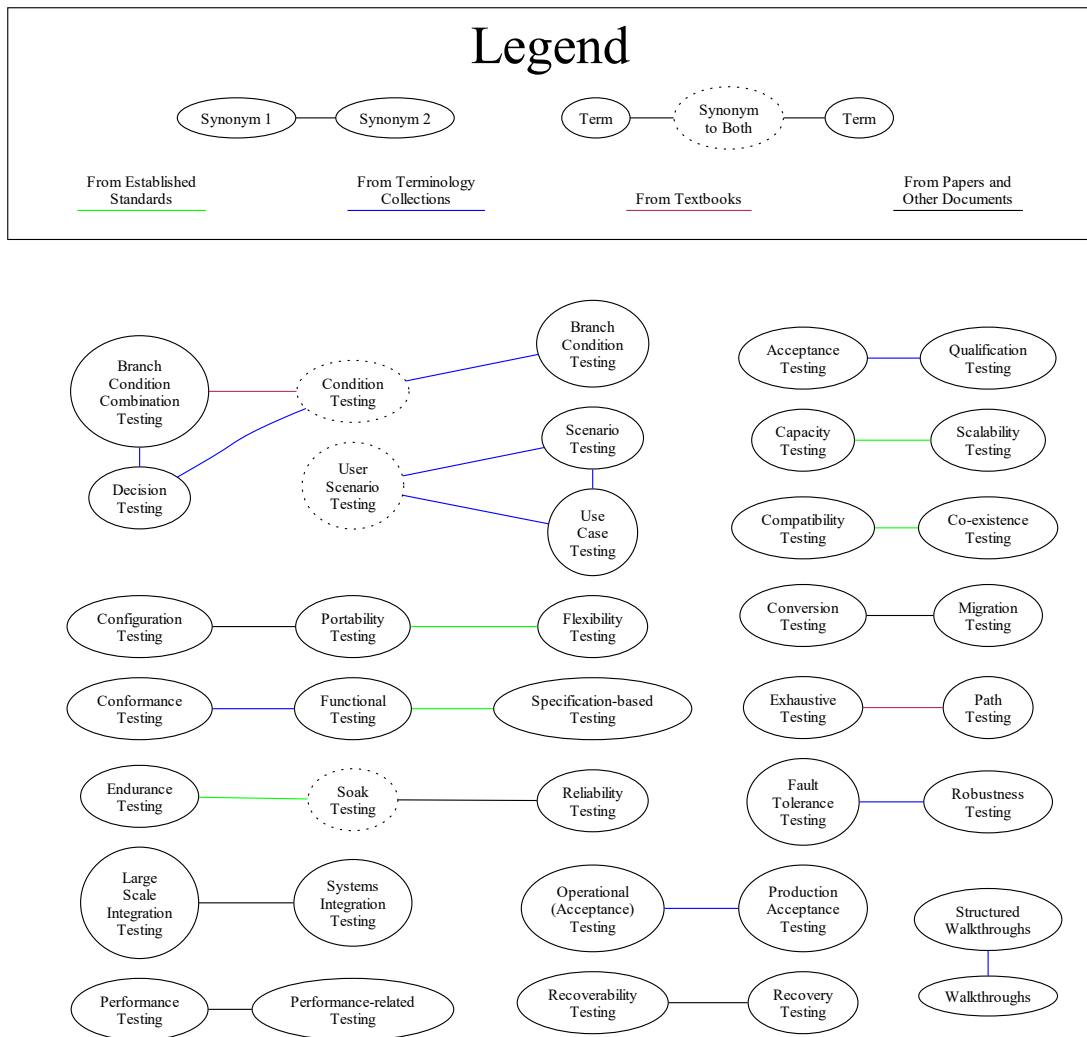 Legend
Synonym 1
Synonym 2
Term
Synonym
to Both
Term
From Established
Standards
From Terminology
Collections
From Textbooks
From Papers and
Other Documents
Branch
Condition
Combination
Testing
Condition
Testing
Branch
Condition
Testing
Decision
Testing
User
Scenario
Testing
Scenario
Testing
Use
Case
Testing
Acceptance
Testing
Qualification
Testing
Capacity
Testing
Scalability
Testing
Compatibility
Testing
Co-existence
Testing
Configuration
Testing
Portability
Testing
Flexibility
Testing
Conversion
Testing
Migration
Testing
Conformance
Testing
Functional
Testing
Specification-based
Testing
Exhaustive
Testing
Path
Testing
Endurance
Testing
Soak
Testing
Reliability
Testing
Fault
Tolerance
Testing
Robustness
Testing
Large
Scale
Integration
Testing
Systems
Integration
Testing
Operational
(Acceptance)
Testing
Production
Acceptance
Testing
Structured
Walkthroughs
Walkthroughs
Performance
Testing
Performance-related
Testing
Recoverability
Testing
Recovery
Testing